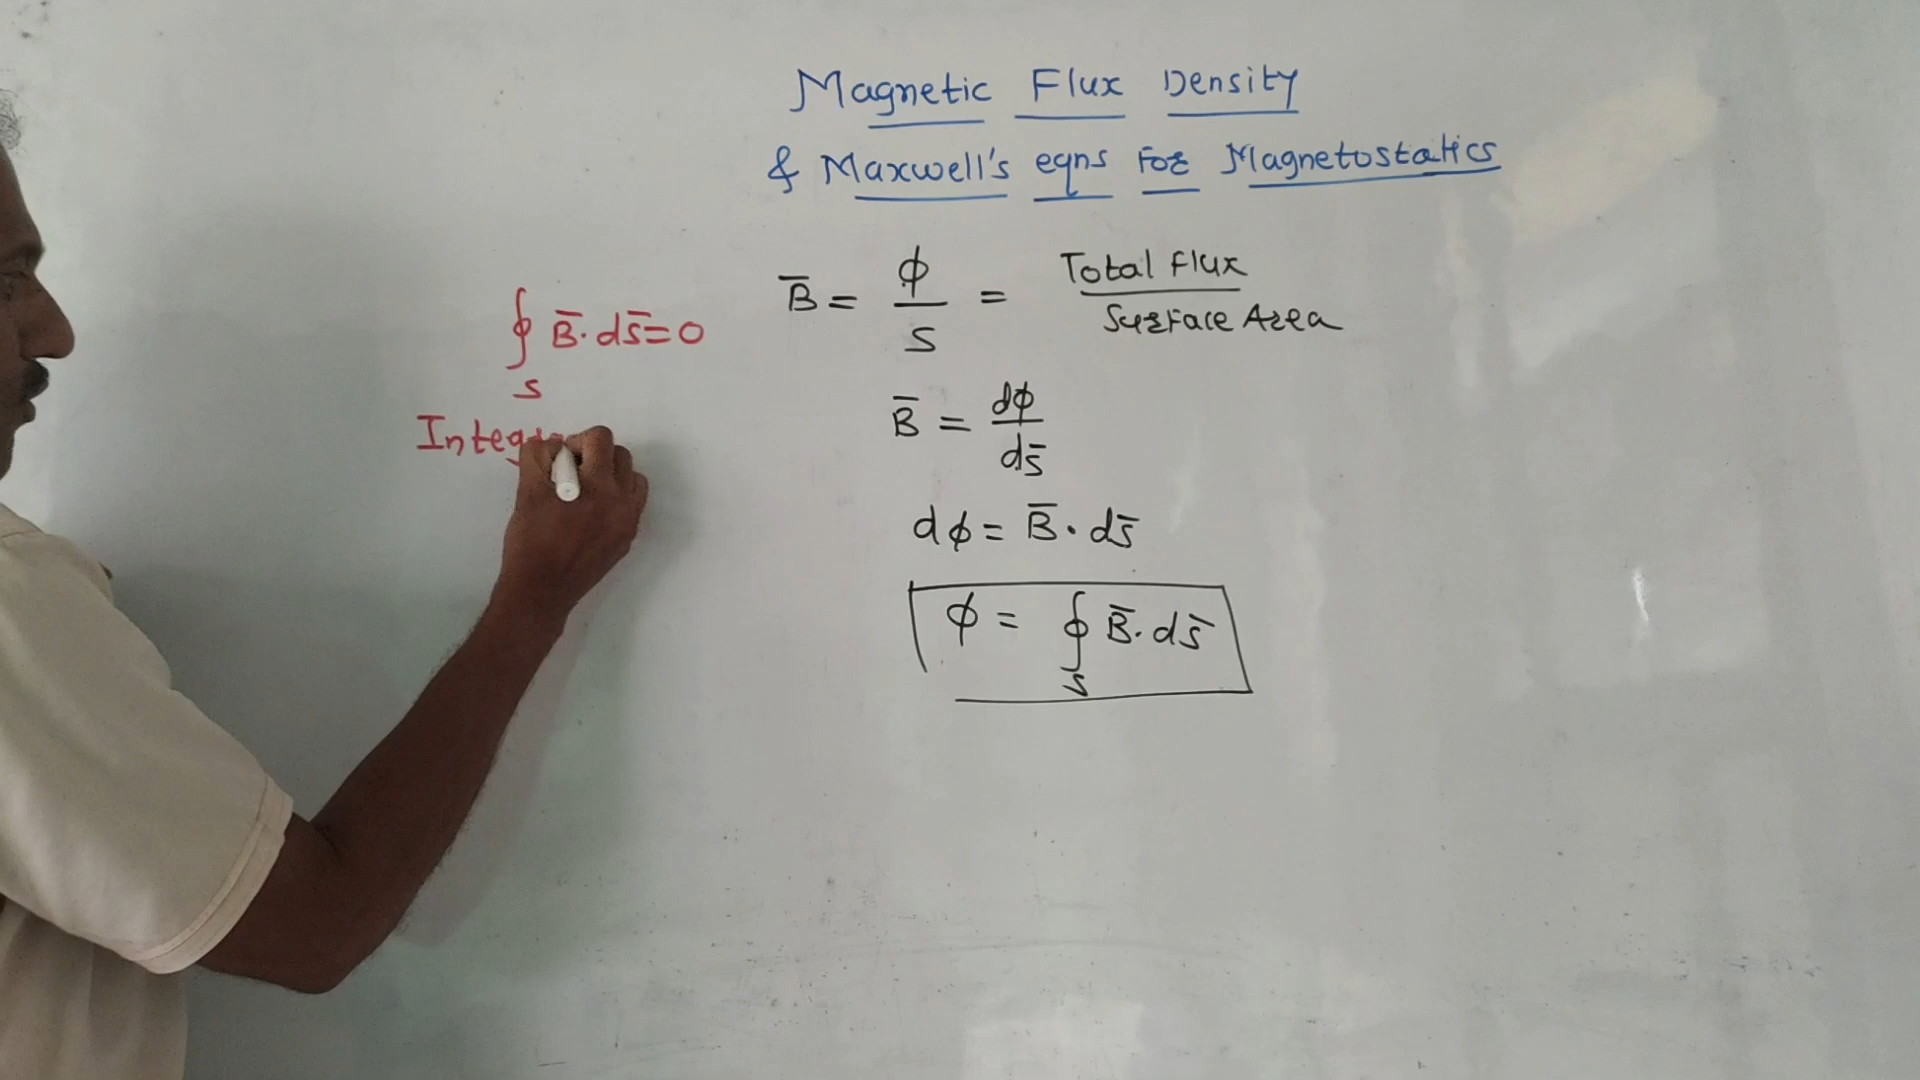 Magnetic Flux Density
& Maxwell's eqns For Magnetostatics
B̅ = ϕ/s = Total Flux/Surface Area
∮_s B̅·ds̅=0
B̅ = dϕ/ds̅
dϕ = B̅·ds̅
ϕ = ∮_s B̅·ds̅